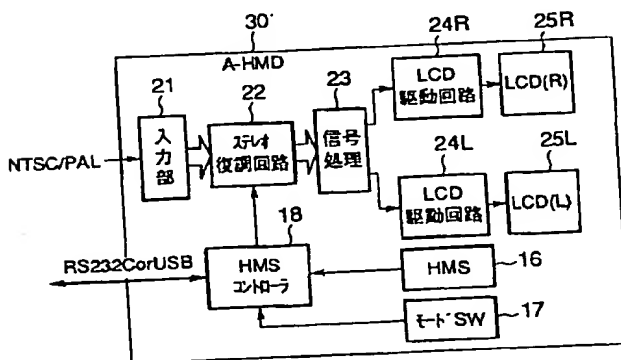 30'
24R
25R
A-HMD
21
22
23
LCD
駆動回路
LCD(R)
入
力
部
ステレオ
復調回路
信号
処理
NTSC/PAL
24L
25L
LCD
駆動回路
LCD(L)
18
RS232CorUSB
HMS
コントローラ
HMS
16
モードSW
17